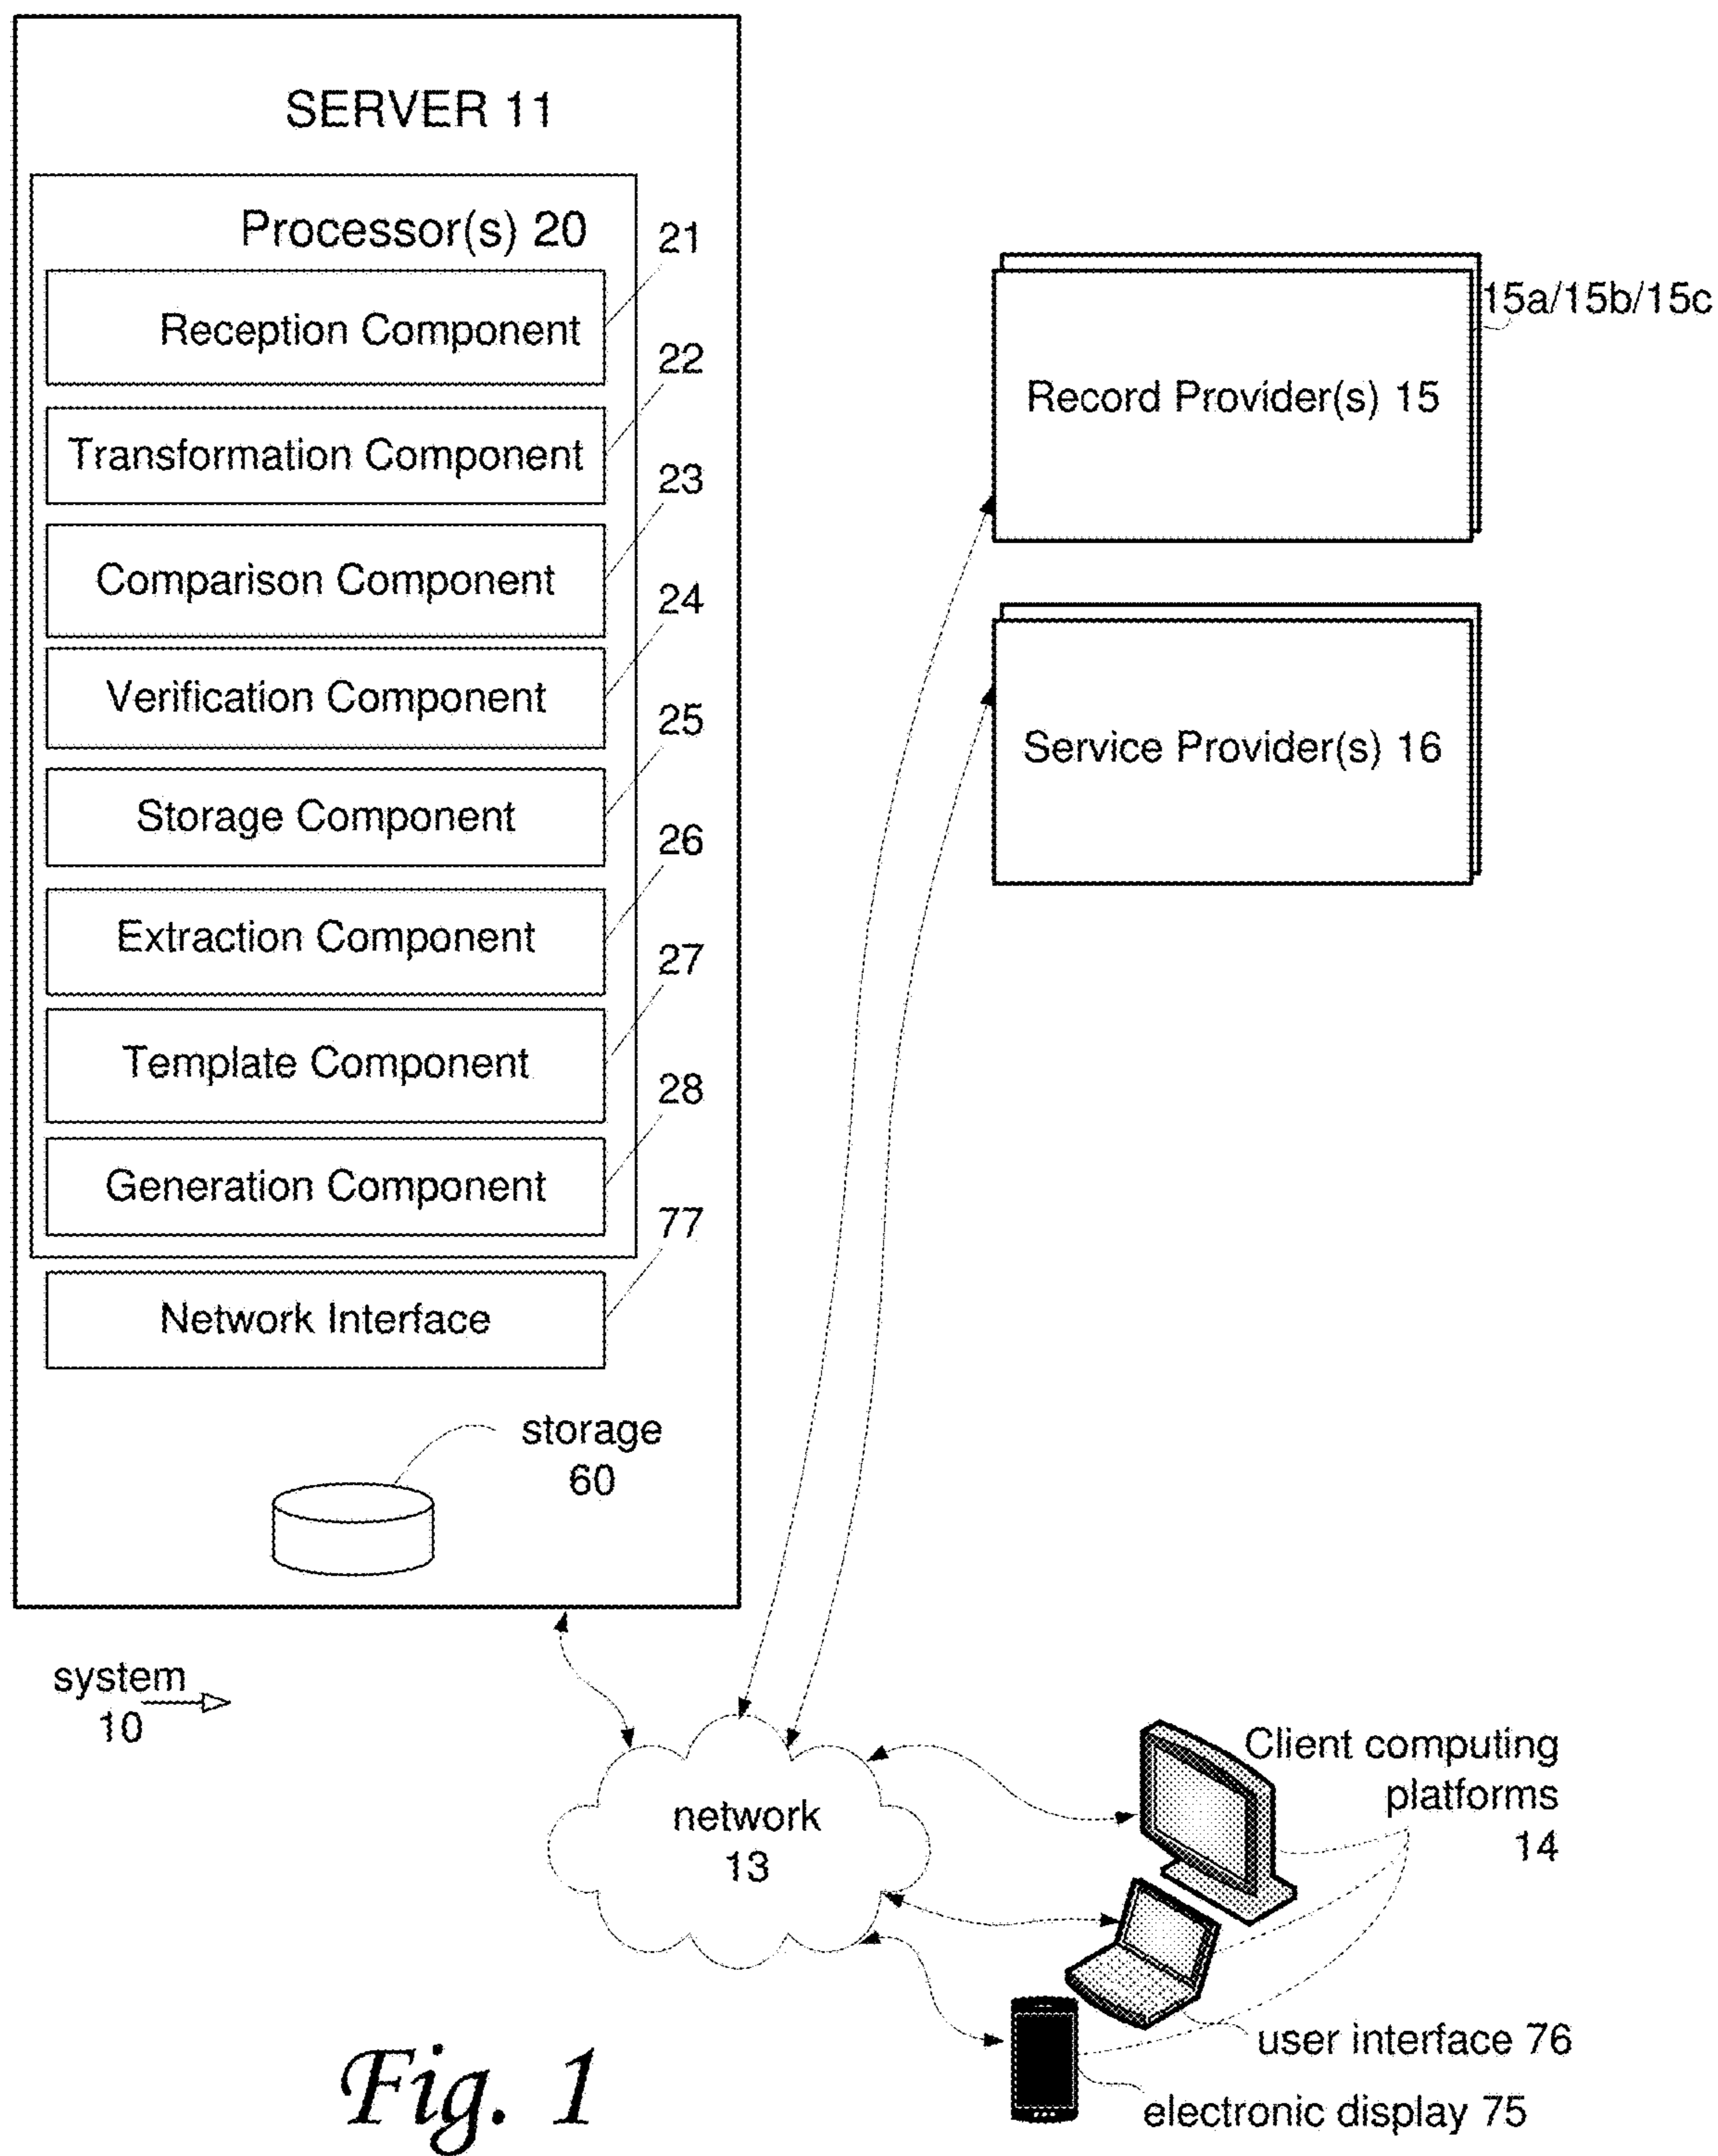 SERVER 11
Processor(s) 20
21
Reception Component
22
Transformation Component
23
Comparison Component
24
Verification Component
25
Storage Component
26
Extraction Component
27
Template Component
28
Generation Component
77
Network Interface
storage
60
15a/15b/15c
Record Provider(s) 15
Service Provider(s) 16
system
10
network
13
Client computing
platforms
14
user interface 76
electronic display 75
Fig. 1